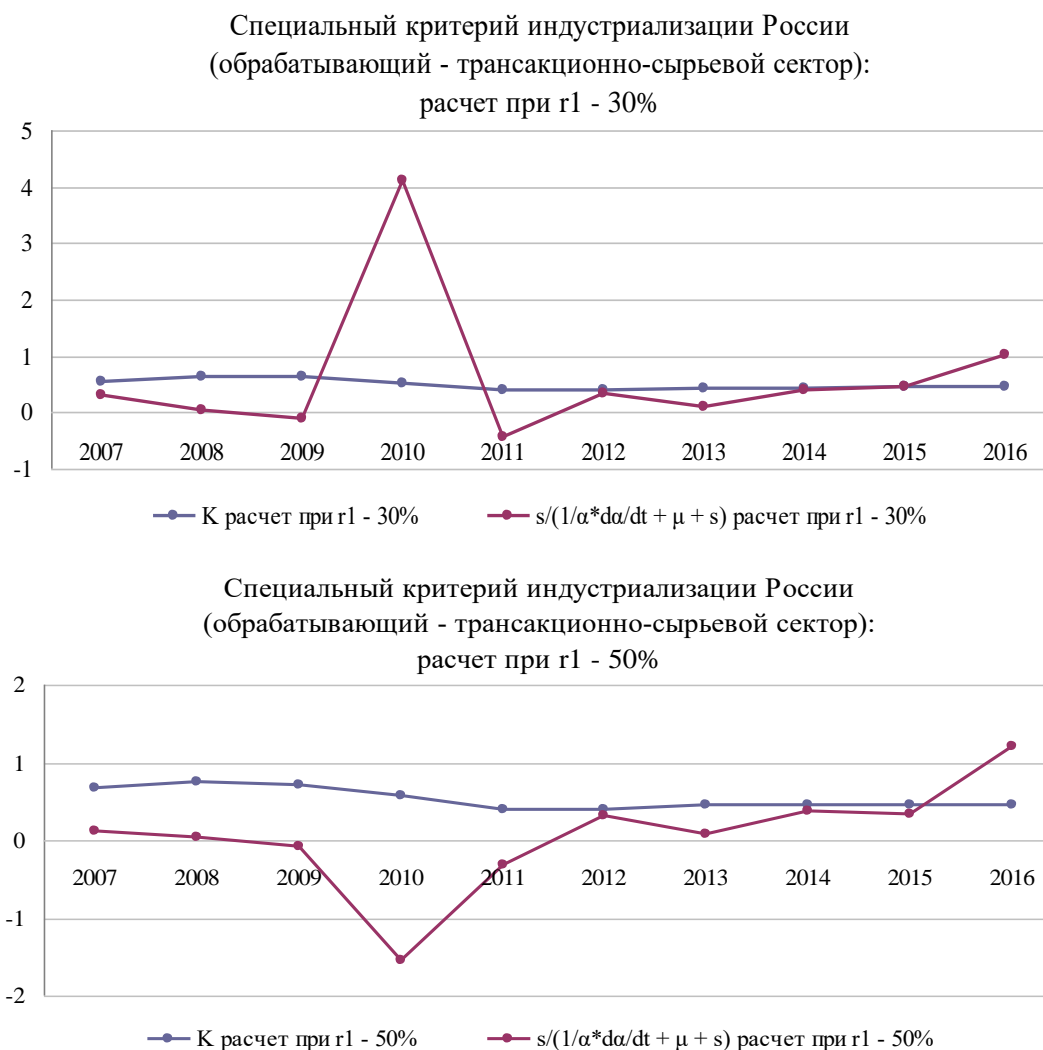 Специальный критерий индустриализации России
(обрабатывающий - трансакционно-сырьевой сектор):
расчет при r1 - 30%
5
4
3
2
1
0
-1
2007 2008 2009 2010 2011 2012 2013 2014 2015 2016
K расчет при r1 - 30% s/(1/α*dα/dt + μ + s) расчет при r1 - 30%
Специальный критерий индустриализации России
(обрабатывающий - трансакционно-сырьевой сектор):
расчет при r1 - 50%
2
1
0
-1
-2
2007 2008 2009 2010 2011 2012 2013 2014 2015 2016
K расчет при r1 - 50% s/(1/α*dα/dt + μ + s) расчет при r1 - 50%